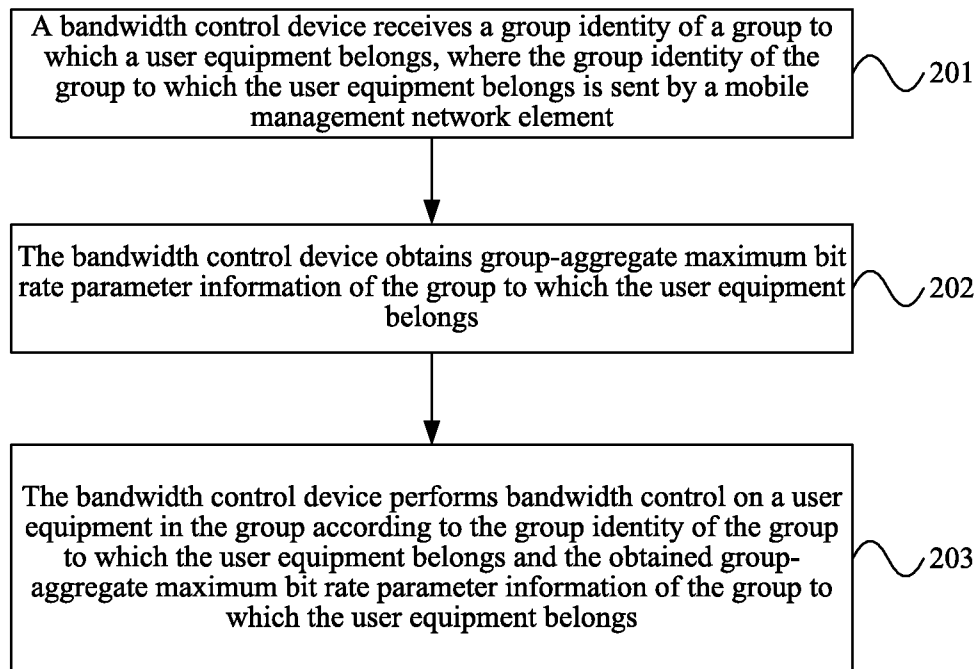 A bandwidth control device receives a group identity of a group to
which a user equipment belongs, where the group identity of the
group to which the user equipment belongs is sent by a mobile
management network element
201
The bandwidth control device obtains group-aggregate maximum bit
rate parameter information of the group to which the user equipment
belongs
202
The bandwidth control device performs bandwidth control on a user
equipment in the group according to the group identity of the group
to which the user equipment belongs and the obtained group-
aggregate maximum bit rate parameter information of the group to
which the user equipment belongs
203